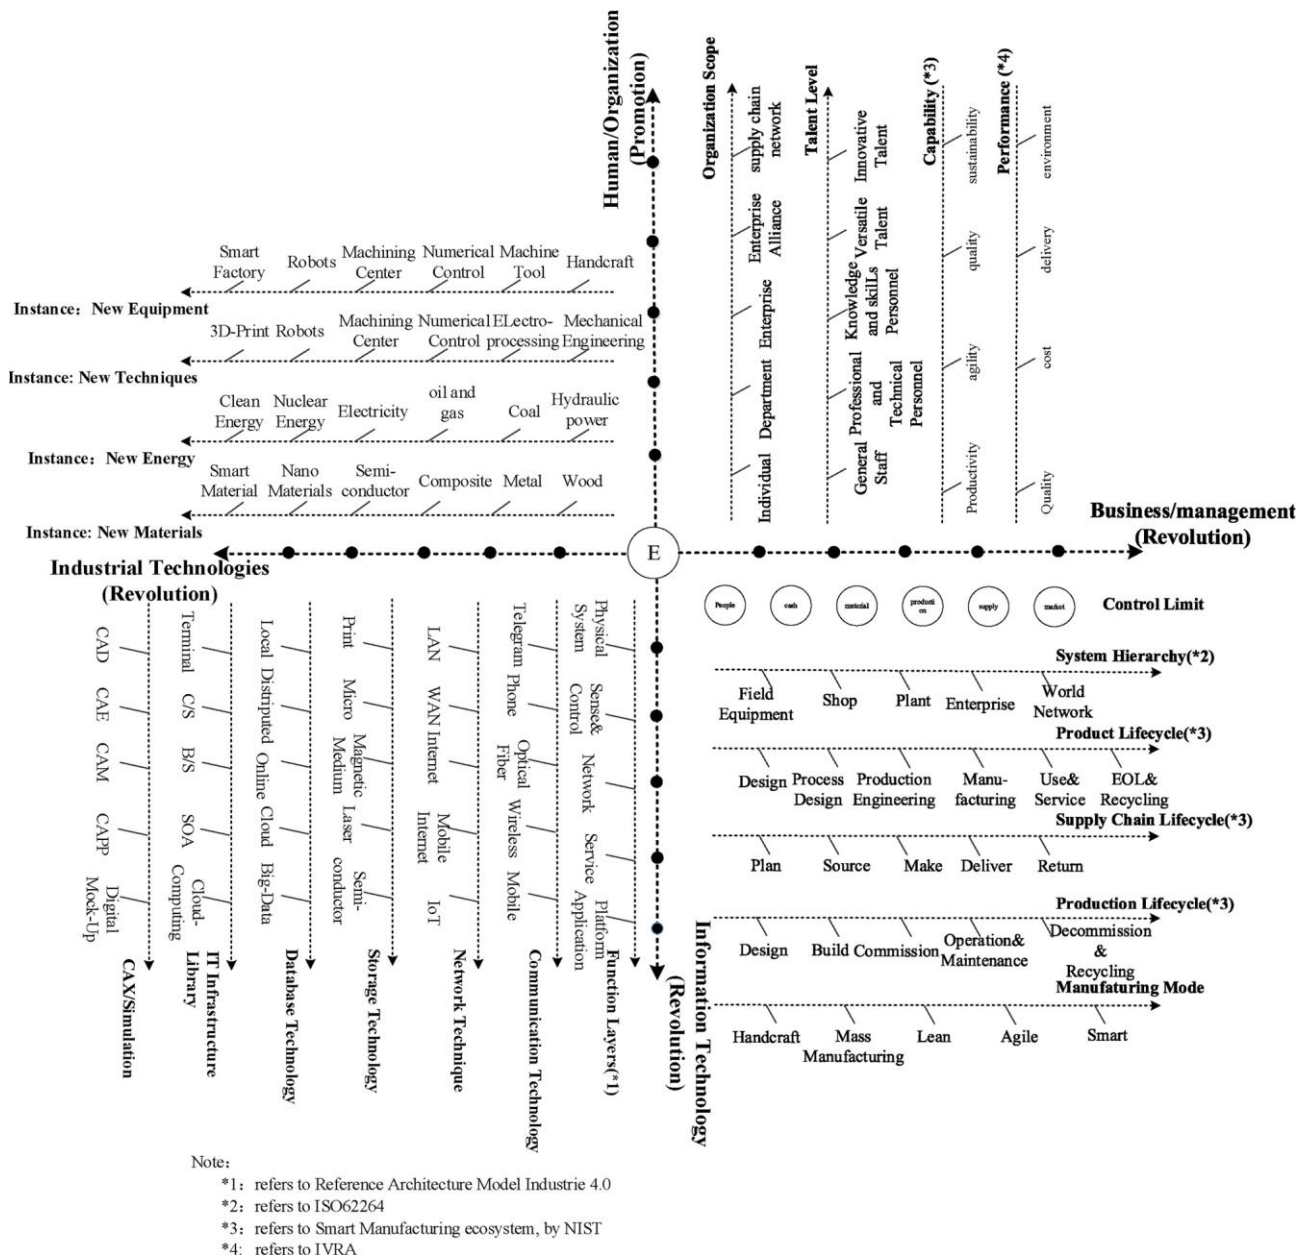 Human/Organization
(Promotion)
Organization Scope
supply chain
network
Enterprise
Alliance
Enterprise
Department
Individual
Talent Level
Innovative
Talent
Versatile
Talent
Knowledge
and skilLs
Personnel
Professional
and
Technical
Personnel
General
Staff
Capability (*3)
sustainability
quality
agility
Productivity
Performance (*4)
environment
delivery
cost
Quality
Smart
Factory
Robots
Machining
Center
Numerical
Control
Machine
Tool
Handcraft
Instance: New Equipment
3D-Print
Robots
Machining
Center
Numerical
Control
ELectro-
processing
Mechanical
Engineering
Instance: New Techniques
Clean
Energy
Nuclear
Energy
Electricity
oil and
gas
Coal
Hydraulic
power
Instance: New Energy
Smart
Material
Nano
Materials
Semi-
conductor
Composite
Metal
Wood
Instance: New Materials
E
Business/management
(Revolution)
Industrial Technologies
(Revolution)
People
cash
material
producti
on
supply
market
Control Limit
System Hierarchy(*2)
Field
Equipment
Shop
Plant
Enterprise
World
Network
Product Lifecycle(*3)
Design
Process
Design
Production
Engineering
Manu-
facturing
Use&
Service
EOL&
Recycling
Supply Chain Lifecycle(*3)
Plan
Source
Make
Deliver
Return
Production Lifecycle(*3)
Design
Build
Commission
Operation&
Maintenance
Decommission
&
Recycling
Manufaturing Mode
Handcraft
Mass
Manufacturing
Lean
Agile
Smart
CAD
CAE
CAM
CAPP
Digital
Mock-Up
CAX/Simulation
Terminal
C/S
B/S
SOA
Cloud-
Computing
IT Infrastructure
Library
Local
Distriputed
Online
Cloud
Big-Data
Database Technology
Print
Micro
Magnetic
Medium
Laser
Semi-
conductor
Storage Technology
LAN
WAN
Internet
Mobile
Internet
IoT
Network Technique
Telegram
Phone
Optical
Fiber
Wireless
Mobile
Communication Technology
Physical
System
Sense&
Control
Network
Service
Platform
Application
Function Layers(*1)
Information Technology
(Revolution)
Note:
*1: refers to Reference Architecture Model Industrie 4.0
*2: refers to ISO62264
*3: refers to Smart Manufacturing ecosystem, by NIST
*4: refers to IVRA